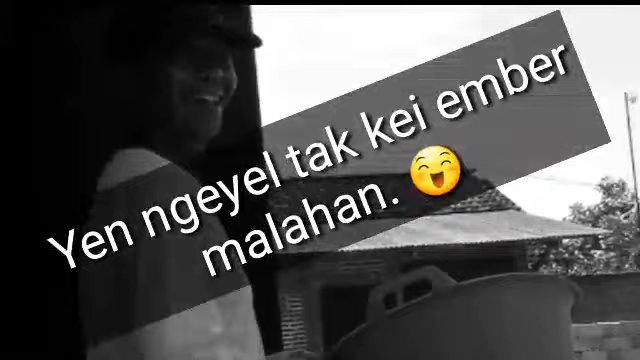 Yen ngeyel tak kei ember
malahan. 😄